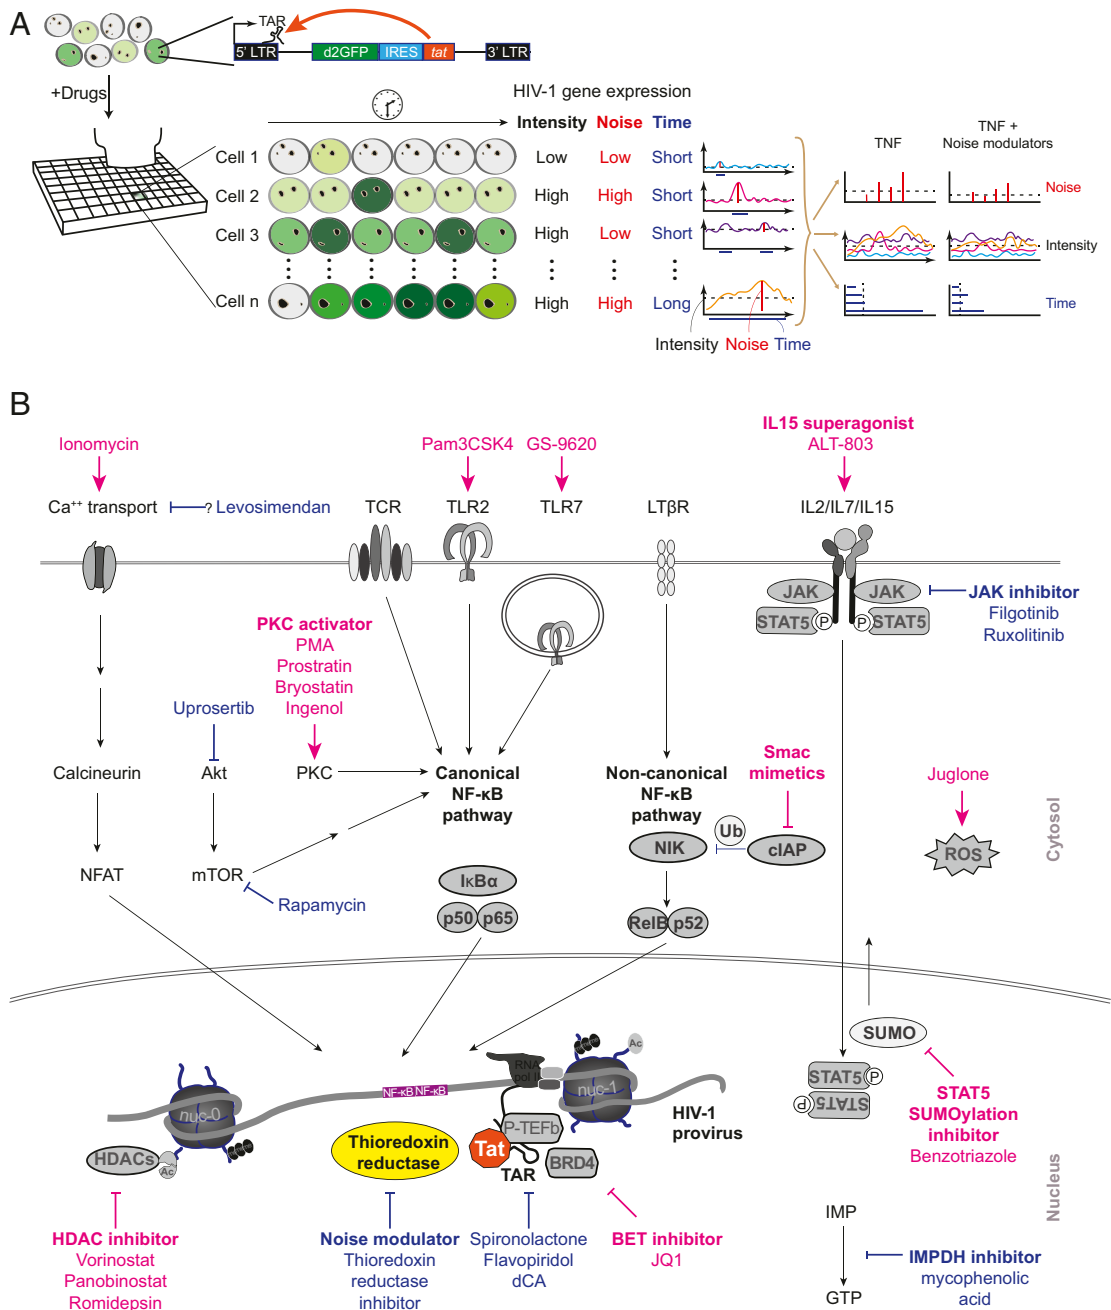 A
TAR
5' LTR
d2GFP
IRES
tat
3' LTR
+Drugs
HIV-1 gene expression
Intensity Noise Time
Cell 1
Low Low Short
Cell 2
High High Short
Cell 3
High Low Short
Cell n
High High Long
Intensity Noise Time
TNF
TNF +
Noise modulators
Noise
Intensity
Time
B
Ionomycin
Ca++ transport
? Levosimendan
TCR
Pam3CSK4
TLR2
GS-9620
TLR7
LTβR
IL15 superagonist
ALT-803
IL2/IL7/IL15
JAK
JAK
STAT5
P
P
STAT5
JAK inhibitor
Filgotinib
Ruxolitinib
PKC activator
PMA
Prostratin
Bryostatin
Ingenol
Uprosertib
Calcineurin
Akt
PKC
Canonical
NF-κB
pathway
Non-canonical
NF-κB
pathway
Smac
mimetics
Juglone
Cytosol
NIK
Ub
cIAP
ROS
NFAT
mTOR
Rapamycin
IκBα
p50
p65
RelB
p52
SUMO
STAT5
P
P
STAT5
STAT5
SUMOylation
inhibitor
Benzotriazole
Nucleus
nuc-0
HDACs
Ac
NF-κB NF-κB
RNA
pol II
nuc-1
Ac
HIV-1
provirus
Thioredoxin
reductase
Tat
P-TEFb
TAR
BRD4
HDAC inhibitor
Vorinostat
Panobinostat
Romidepsin
Noise modulator
Thioredoxin
reductase
inhibitor
Spironolactone
Flavopiridol
dCA
BET inhibitor
JQ1
IMP
IMPDH inhibitor
mycophenolic
acid
GTP